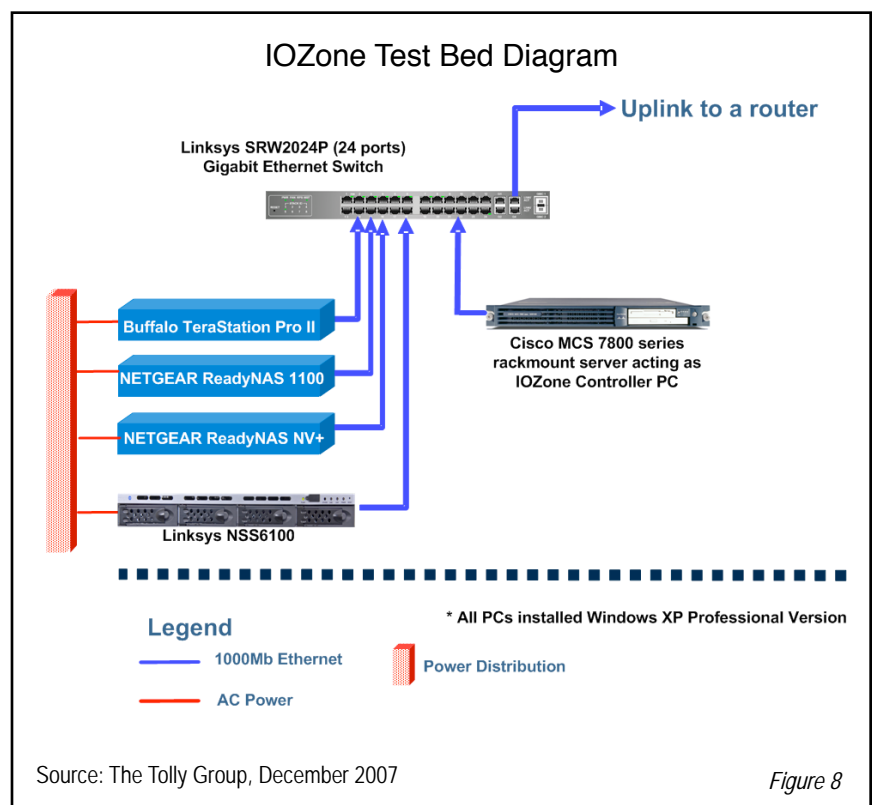 IOZone Test Bed Diagram
Uplink to a router
Linksys SRW2024P (24 ports)
Gigabit Ethernet Switch
Buffalo TeraStation Pro II
NETGEAR ReadyNAS 1100
NETGEAR ReadyNAS NV+
Linksys NSS6100
Cisco MCS 7800 series
rackmount server acting as
IOZone Controller PC
* All PCs installed Windows XP Professional Version
Legend
1000Mb Ethernet
Power Distribution
AC Power
Source: The Tolly Group, December 2007
Figure 8